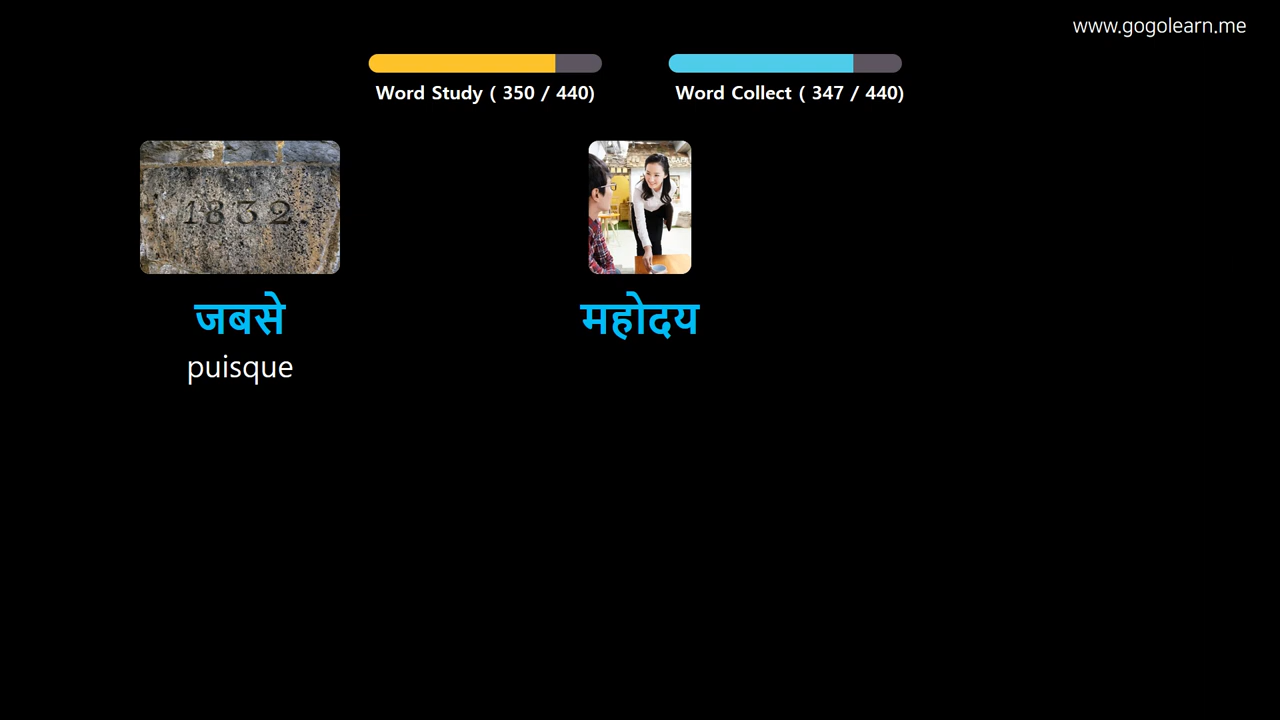 www.gogolearn.me
Word Study ( 350 / 440)
Word Collect ( 347 / 440)
1832.
जबसे
महोदय
puisque